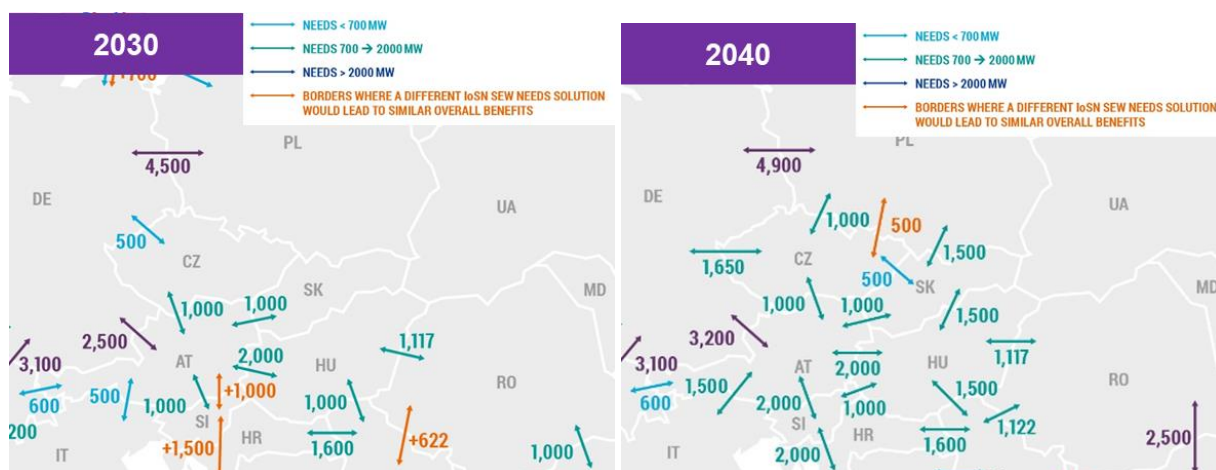 2030
NEEDS < 700 MW
NEEDS 700 → 2000 MW
NEEDS > 2000 MW
BORDERS WHERE A DIFFERENT IoSN SEW NEEDS SOLUTION
WOULD LEAD TO SIMILAR OVERALL BENEFITS
+700
PL
4,500
DE
UA
500
CZ
SK
MD
1,000
1,000
2,500
1,117
3,100
AT
2,000
HU
RO
600
500
+1,000
1,000
1,000
200
SI
HR
1,600
+622
IT
+1,500
1,000
2040
NEEDS < 700 MW
NEEDS 700 → 2000 MW
NEEDS > 2000 MW
BORDERS WHERE A DIFFERENT IoSN SEW NEEDS SOLUTION
WOULD LEAD TO SIMILAR OVERALL BENEFITS
PL
4,900
DE
UA
1,000
500
1,500
1,650
CZ
500
SK
MD
1,000
1,000
1,500
3,200
3,100
AT
2,000
HU
1,117
RO
600
1,500
2,000
1,000
1,500
1,122
SI
HR
1,600
IT
2,000
2,500